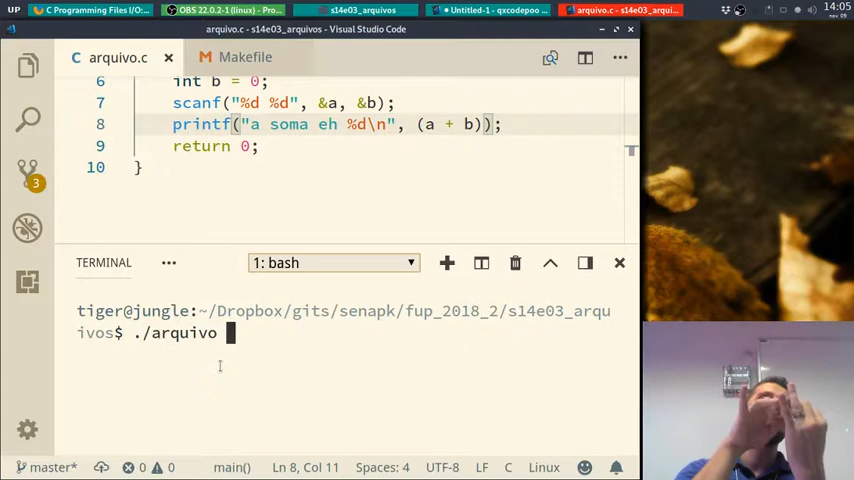 UP C Programming Files I/O:... OBS 22.0.2-1 (linux) - Prog... s14e03_arquivos • Untitled-1 - qxcodepoo ... arquivo.c - s14e03_arqui... 14:05
nov 09
arquivo.c - s14e03_arquivos - Visual Studio Code
C arquivo.c × M Makefile
6 int b = 0;
7 scanf("%d %d", &a, &b);
8 printf("a soma eh %d\n", (a + b));
9 return 0;
10 }
3
TERMINAL ••• 1: bash
tiger@jungle:~/Dropbox/gits/senapk/fup_2018_2/s14e03_arqu
ivos$ ./arquivo
master* 0 0 main() Ln 8, Col 11 Spaces: 4 UTF-8 LF C Linux